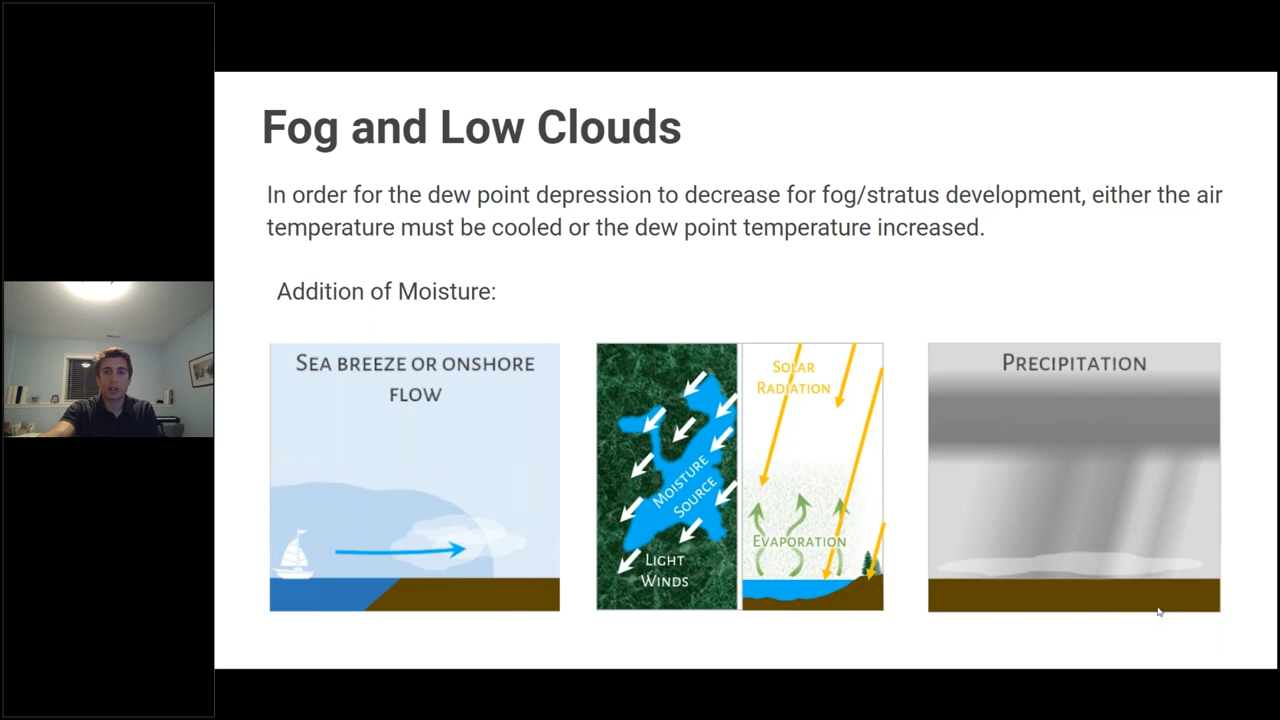 Fog and Low Clouds
In order for the dew point depression to decrease for fog/stratus development, either the air
temperature must be cooled or the dew point temperature increased.
Addition of Moisture:
SEA BREEZE OR ONSHORE
FLOW
MOISTURE
SOURCE
LIGHT
WINDS
SOLAR
RADIATION
EVAPORATION
PRECIPITATION